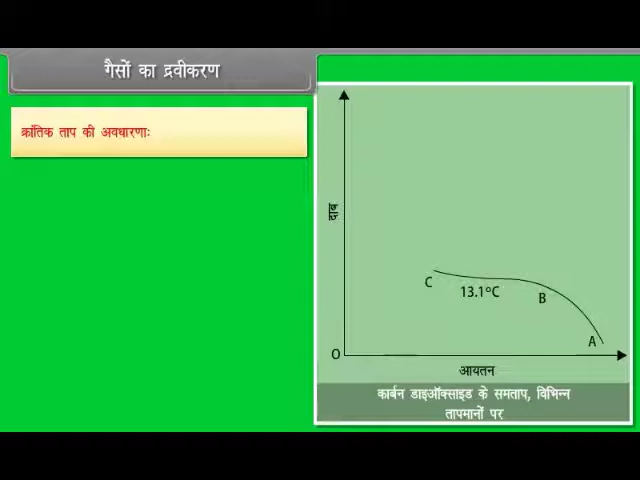 गैसों का द्रवीकरण
क्रांतिक ताप की अवधारणाः
दाब
C
13.1°C
B
A
O
आयतन
कार्बन डाइऑक्साइड के समताप, विभिन्न
तापमानों पर